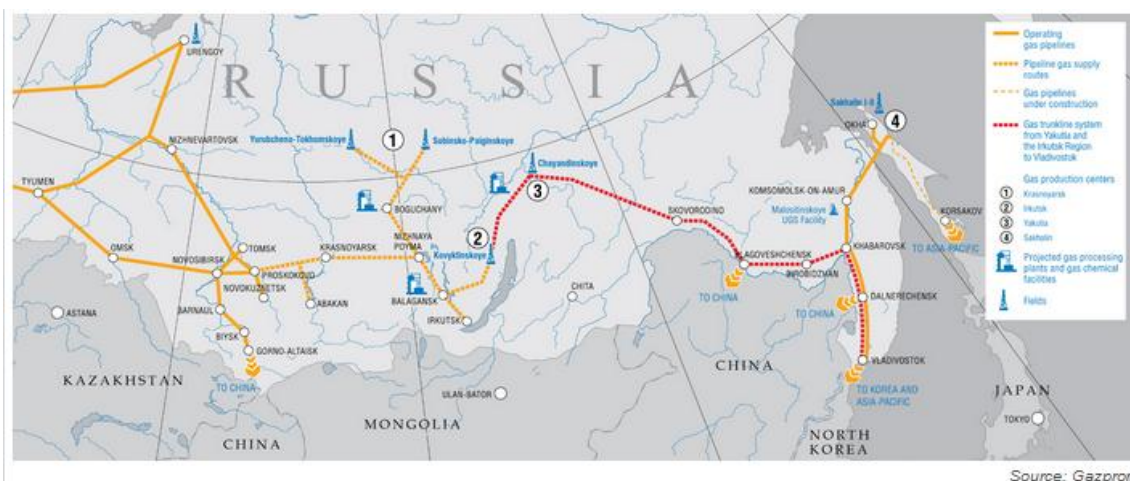 RUSSIA
URENGOY
NIZHNEVARTOVSK
TYUMEN
OMSK
TOMSK
NOVOSIBIRSK
PROSKOKOVO
NOVOKUZNETSK
BARNAUL
BIYSK
GORNO-ALTAISK
TO CHINA
ASTANA
KAZAKHSTAN
CHINA
MONGOLIA
ULAN-BATOR
KRASNOYARSK
ABAKAN
Yurubcheno-Tokhomskoye
1
Sobinsko-Paiginskoye
BOGUCHANY
NIZHNAYA
POYMA
2
Kovyktinskoye
BALAGANSK
IRKUTSK
CHITA
Chayandinskoye
3
SKOVORODINO
BLAGOVESHCHENSK
BIROBIDZHAN
TO CHINA
CHINA
Sakhalin I-II
OKHA
4
KOMSOMOLSK-ON-AMUR
Malositinskoye
UGS Facility
KHABAROVSK
KORSAKOV
TO ASIA-PACIFIC
DALNERECHENSK
TO CHINA
VLADIVOSTOK
TO KOREA AND
ASIA-PACIFIC
NORTH
KOREA
JAPAN
TOKYO
Operating
gas pipelines
Pipeline gas supply
routes
Gas pipelines
under construction
Gas trunkline system
from Yakutia and
the Irkutsk Region
to Vladivostok
Gas production centers
1 Krasnoyarsk
2 Irkutsk
3 Yakutia
4 Sakhalin
Projected gas processing
plants and gas chemical
facilities
Fields
Source: Gazprom